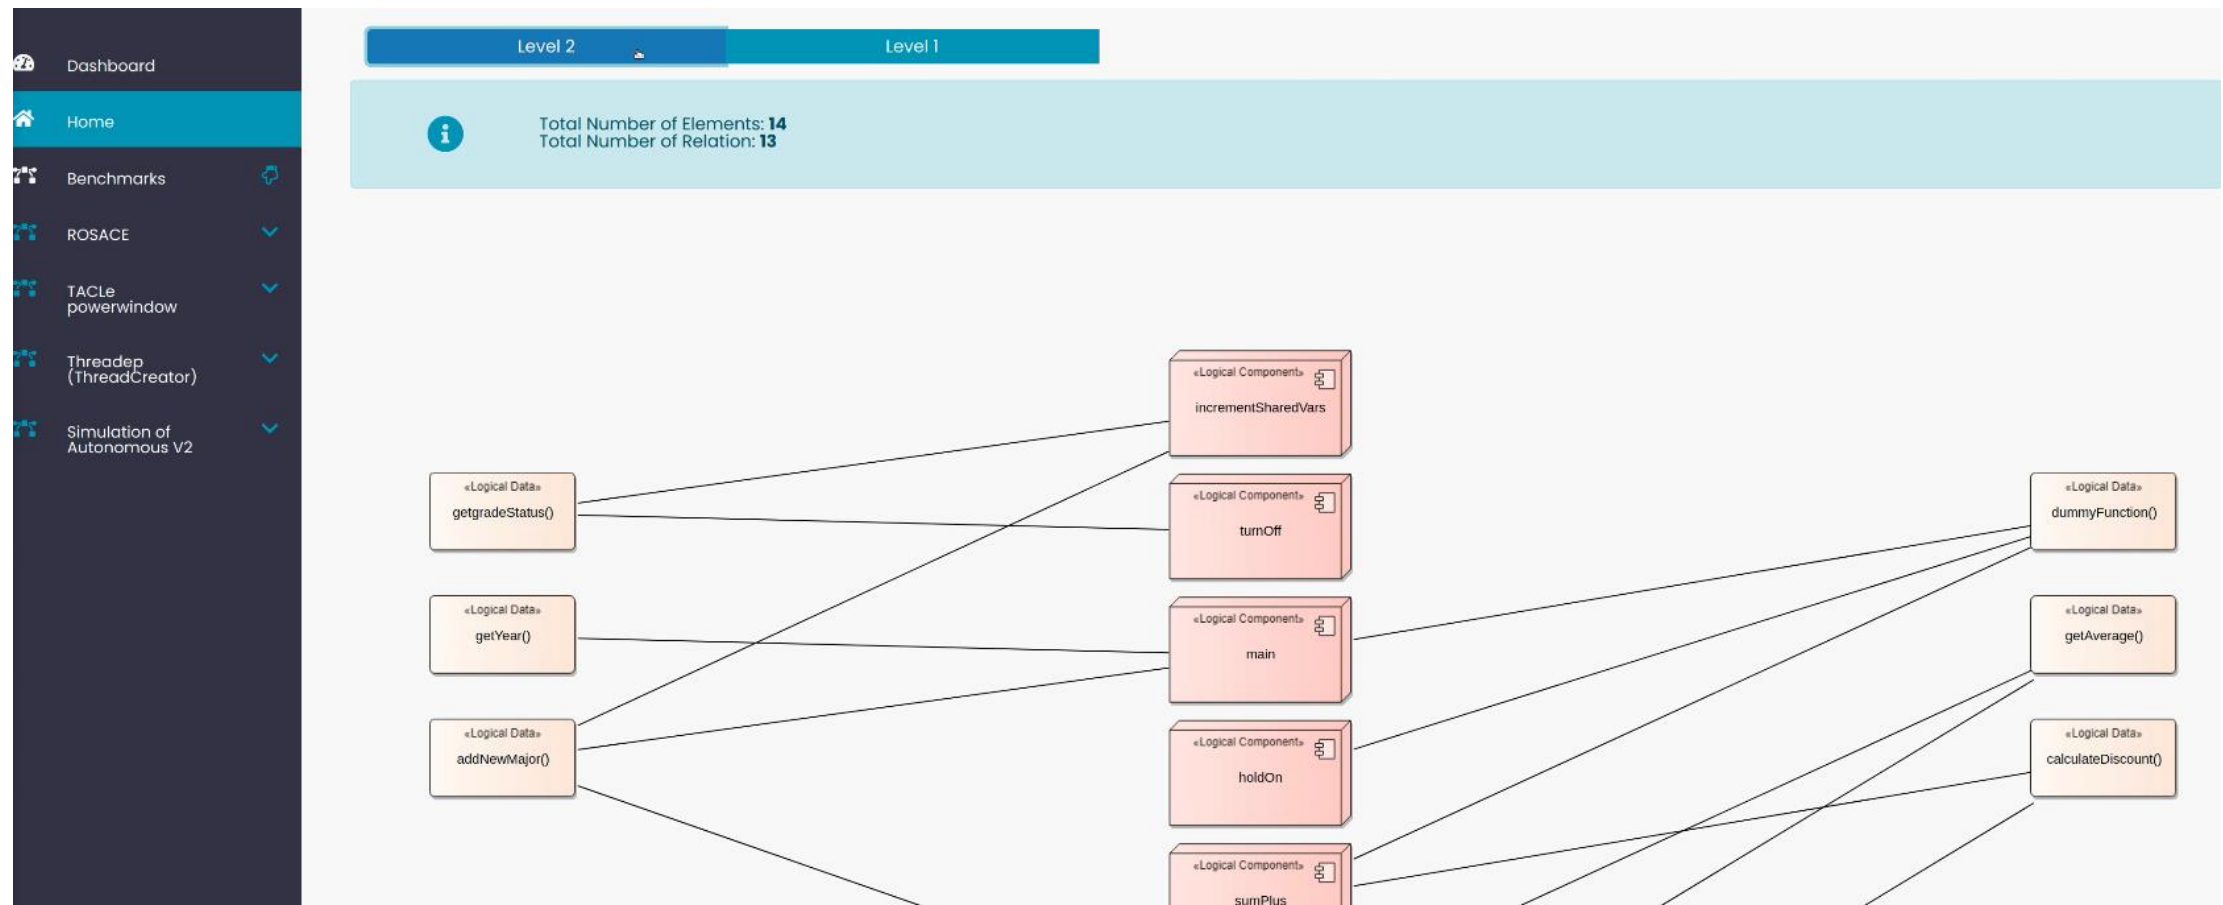 Dashboard
Home
Benchmarks
ROSACE
TACLe
powerwindow
Threadep
(ThreadCreator)
Simulation of
Autonomous V2
Level 2
Level 1
Total Number of Elements: 14
Total Number of Relation: 13
«Logical Data»
getgradeStatus()
«Logical Data»
getYear()
«Logical Data»
addNewMajor()
«Logical Component»
incrementSharedVars
«Logical Component»
turnOff
«Logical Component»
main
«Logical Component»
holdOn
«Logical Component»
sumPlus
«Logical Data»
dummyFunction()
«Logical Data»
getAverage()
«Logical Data»
calculateDiscount()